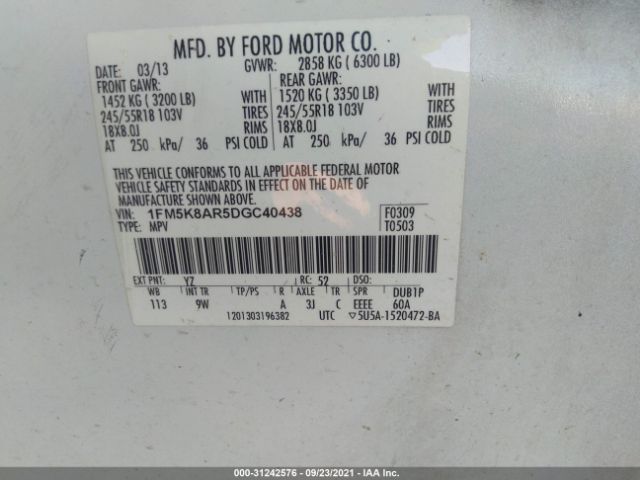 MFD. BY FORD MOTOR CO.
DATE: 03/13 GVWR: 2858 KG ( 6300 LB)
FRONT GAWR: REAR GAWR:
1452 KG ( 3200 LB) WITH 1520 KG ( 3350 LB) WITH
245/55R18 103V TIRES 245/55R18 103V TIRES
18X8.0J RIMS 18X8.0J RIMS
AT 250 kPa/ 36 PSI COLD AT 250 kPa/ 36 PSI COLD
THIS VEHICLE CONFORMS TO ALL APPLICABLE FEDERAL MOTOR
VEHICLE SAFETY STANDARDS IN EFFECT ON THE DATE OF
MANUFACTURE SHOWN ABOVE.
VIN: 1FM5K8AR5DGC40438 F0309
TYPE: MPV T0503
EXT PNT: YZ RC: 52 DSO:
WB INT TR TP/PS R AXLE TR SPR DUB1P
113 9W A 3J C EEEE 60A
1201303196382 UTC ▽5U5A-1520472-BA
000-31242576 | 09/23/2021 | Copyright: IAA Inc.